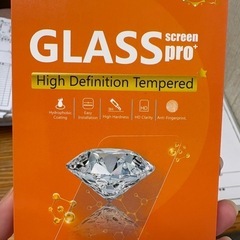 GLASS
screen
pro+
High Definition Tempered
Hydrophobic Coating
Easy Installation
High Hardness
HD Clarity
Anti-Fingerprint